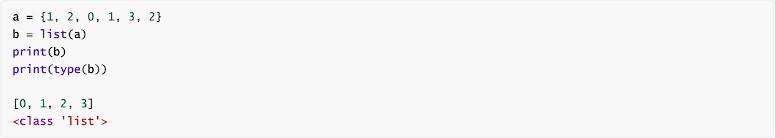 a = {1, 2, 0, 1, 3, 2}
b = list(a)
print(b)
print(type(b))
[0, 1, 2, 3]
<class 'list'>